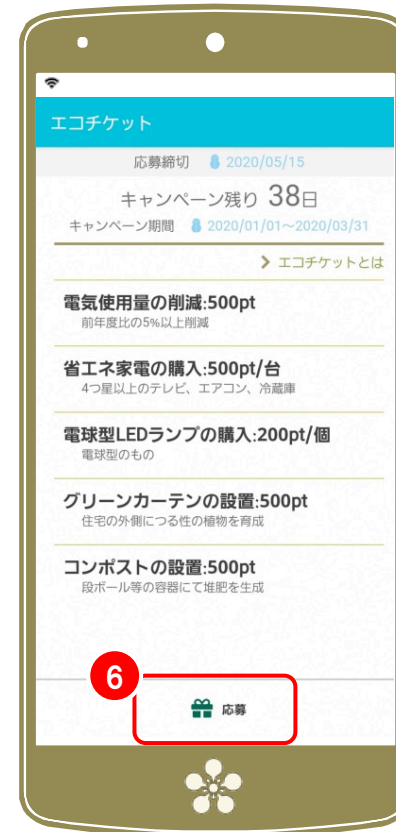 エコチケット
応募締切 2020/05/15
キャンペーン残り 38日
キャンペーン期間 2020/01/01～2020/03/31
エコチケットとは
電気使用量の削減:500pt
前年度比の5%以上削減
省エネ家電の購入:500pt/台
4つ星以上のテレビ、エアコン、冷蔵庫
電球型LEDランプの購入:200pt/個
電球型のもの
グリーンカーテンの設置:500pt
住宅の外側につる性の植物を育成
コンポストの設置:500pt
段ボール等の容器にて堆肥を生成
6
応募